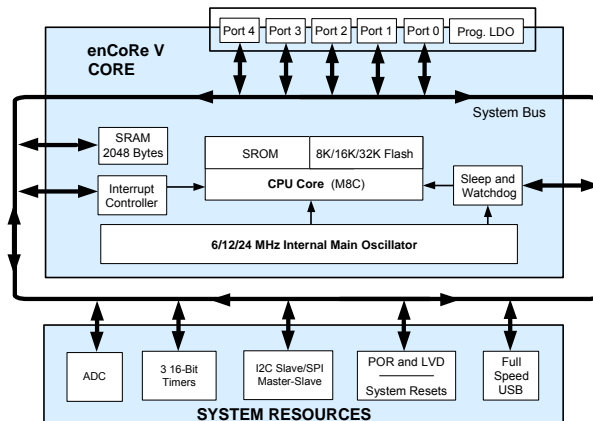 Port 4 Port 3 Port 2 Port 1 Port 0 Prog. LDO
enCoRe V
CORE
System Bus
SRAM
2048 Bytes
SROM 8K/16K/32K Flash
CPU Core (M8C)
Interrupt
Controller
Sleep and
Watchdog
6/12/24 MHz Internal Main Oscillator
ADC
3 16-Bit
Timers
I2C Slave/SPI
Master-Slave
POR and LVD
System Resets
Full
Speed
USB
SYSTEM RESOURCES